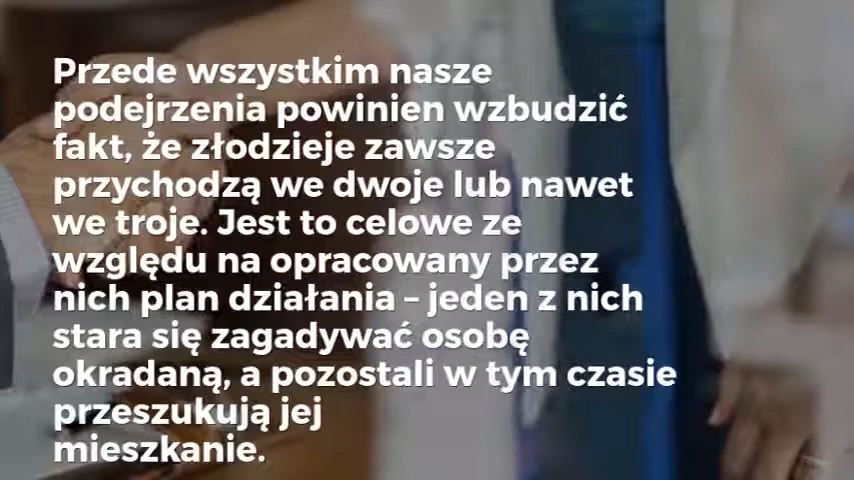 Przede wszystkim nasze
podejrzenia powinien wzbudzić
fakt, że złodzieje zawsze
przychodzą we dwoje lub nawet
we troje. Jest to celowe ze
względu na opracowany przez
nich plan działania – jeden z nich
stara się zagadywać osobę
okradaną, a pozostali w tym czasie
przeszukują jej
mieszkanie.